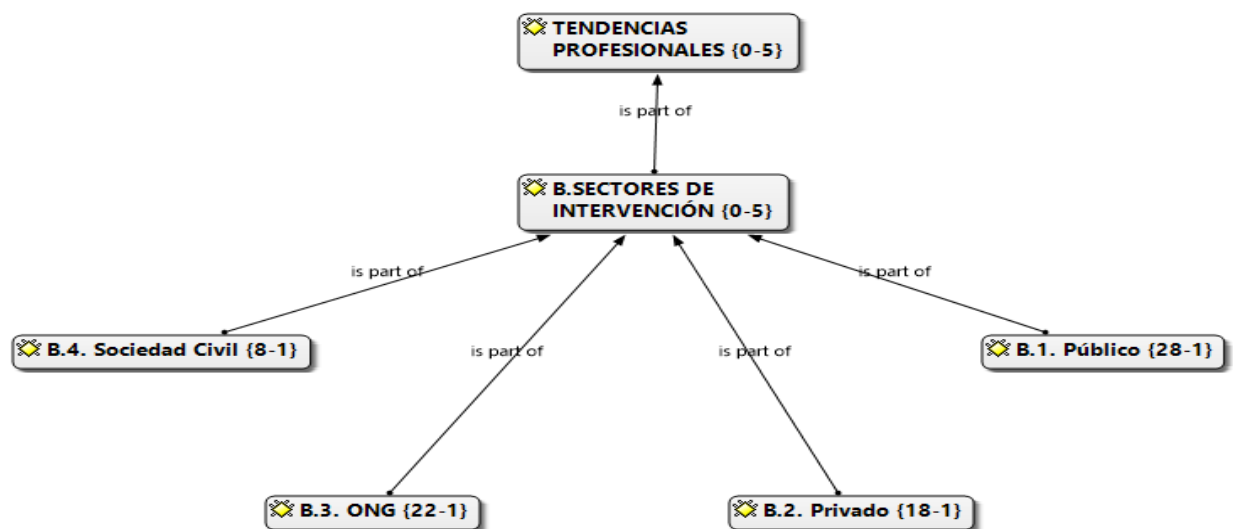 TENDENCIAS
PROFESIONALES {0-5}
is part of
B.SECTORES DE
INTERVENCIÓN {0-5}
is part of
is part of
B.4. Sociedad Civil {8-1}
B.1. Público {28-1}
is part of
is part of
B.3. ONG {22-1}
B.2. Privado {18-1}